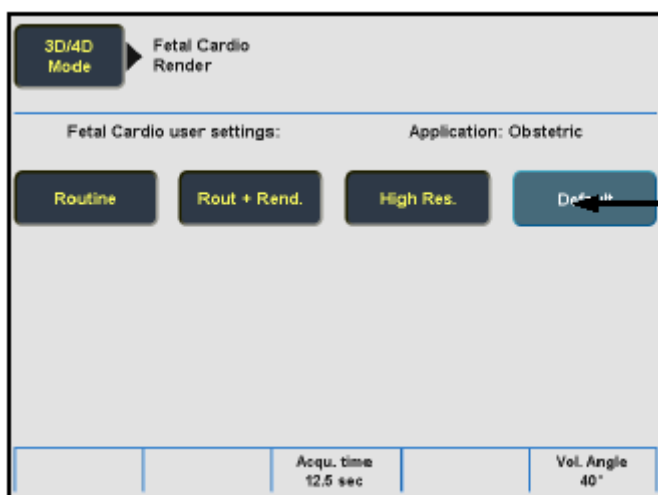 3D/4D
Mode
Fetal Cardio
Render
Fetal Cardio user settings:
Application: Obstetric
Routine
Rout + Rend.
High Res.
Default
Acqu. time
12.5 sec
Vol. Angle
40°